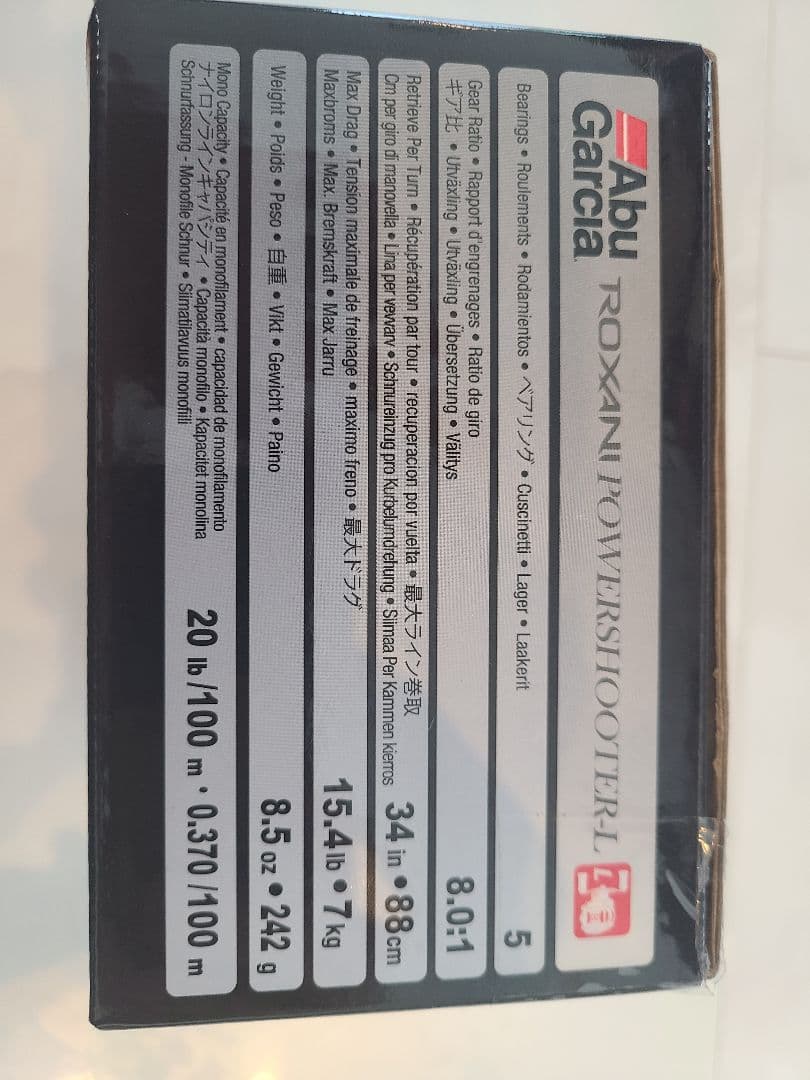 Abu
Garcia
ROXANI POWERSHOOTER-L
L
Bearings • Roulements • Rodamientos • ベアリング • Cuscinetti • Lager • Laakerit
5
Gear Ratio • Rapport d'engrenages • Ratio de giro
ギア比 • Utväxling • Utväxling • Übersetzung • Välitys
8.0:1
Retrieve Per Turn • Récupération par tour • recuperacion por vuelta • 最大ライン巻取
Cm per giro di manovella • Lina per vevvarv • Schnureinzug pro Kurbelumdrehung • Siimaa Per Kammen kierros
34 in • 88 cm
Max Drag • Tension maximale de freinage • maximo freno • 最大ドラグ
Maxbroms • Max. Bremskraft • Max Jarru
15.4 lb • 7 kg
Weight • Poids • Peso • 自重 • Vikt • Gewicht • Paino
8.5 oz • 242 g
Mono Capacity • Capacité en monofilament • capacidad de monofilamento
ナイロンラインキャパシティ • Capacità monofilo • Kapacitet monolina
Schnurfassung - Monofile Schnur • Siimatilavuus monofiili
20 lb/100 m • 0.370/100 m